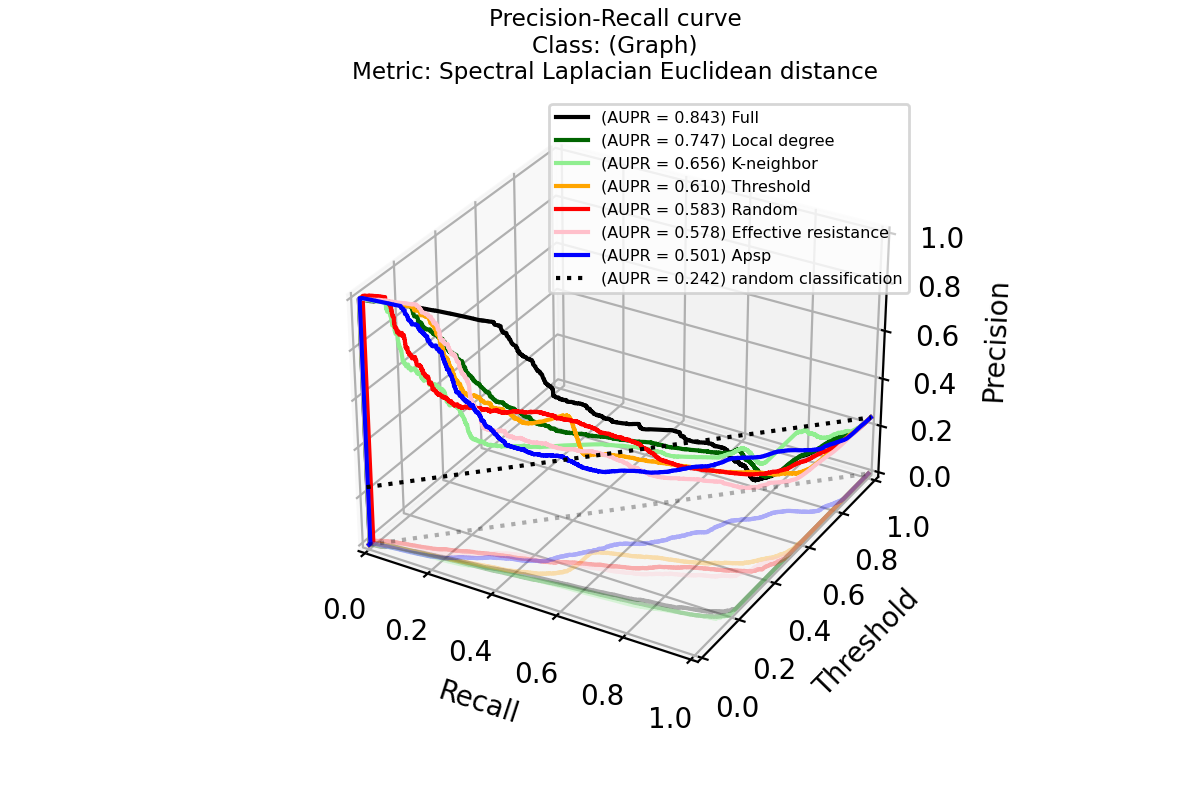 Precision-Recall curve
Class: (Graph)
Metric: Spectral Laplacian Euclidean distance
(AUPR = 0.843) Full
(AUPR = 0.747) Local degree
(AUPR = 0.656) K-neighbor
(AUPR = 0.610) Threshold
(AUPR = 0.583) Random
(AUPR = 0.578) Effective resistance
(AUPR = 0.501) Apsp
(AUPR = 0.242) random classification
1.0
0.8
0.6
0.4
0.2
0.0
Precision
1.0
0.8
0.6
0.4
0.2
0.0
Threshold
0.0
0.2
0.4
0.6
0.8
1.0
Recall